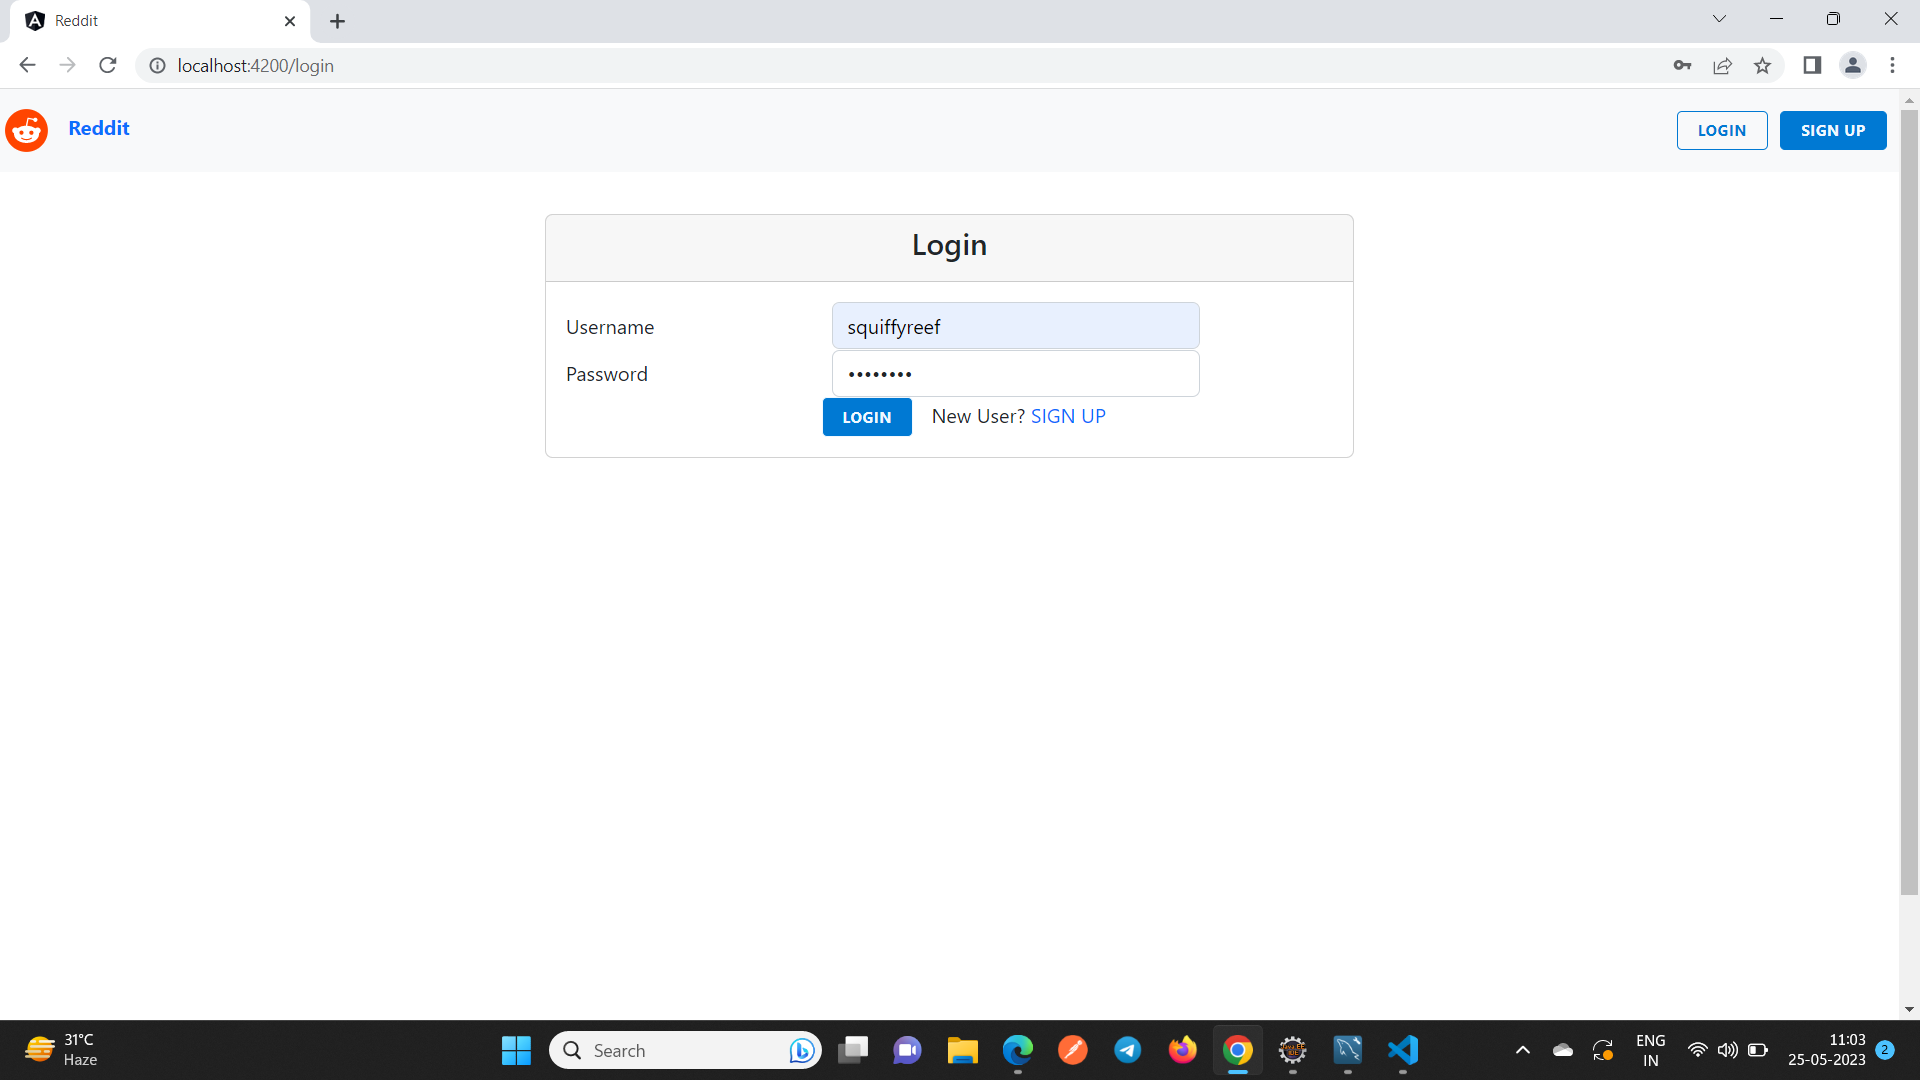 Reddit
localhost:4200/login
Reddit
LOGIN
SIGN UP
Login
Username
squiffyreef
Password
LOGIN
New User? SIGN UP
31°C
Haze
Search
ENG
IN
11:03
25-05-2023
2